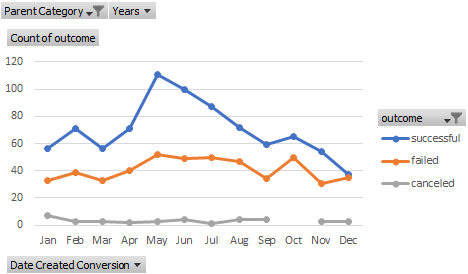 Parent Category Years
Count of outcome
120
100
80
60
40
20
0
Jan Feb Mar Apr May Jun Jul Aug Sep Oct Nov Dec
outcome
successful
failed
canceled
Date Created Conversion